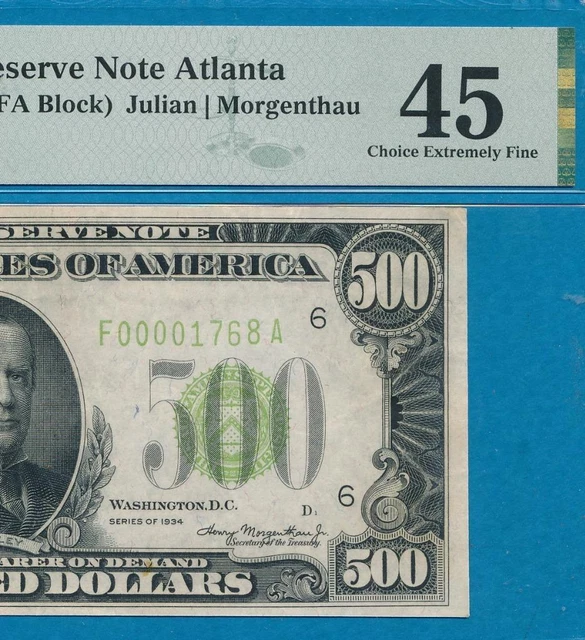 eserve Note Atlanta
FA Block) Julian | Morgenthau
45
Choice Extremely Fine
SERVE NOTE
ES OF AMERICA
500
F00001768A
6
500
WASHINGTON, D.C.
D1
6
SERIES OF 1934
Henry Morgenthau Jr.
Secretary of the Treasury.
LEY
ARER ON DEMAND
ED DOLLARS
500